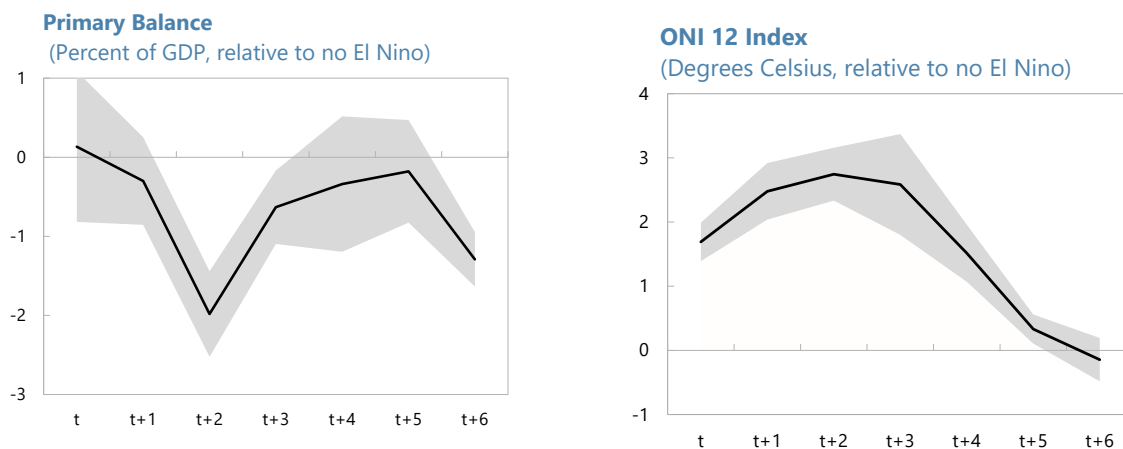 Primary Balance
(Percent of GDP, relative to no El Nino)
1
0
-1
-2
-3
t t+1 t+2 t+3 t+4 t+5 t+6
ONI 12 Index
(Degrees Celsius, relative to no El Nino)
4
3
2
1
0
-1
t t+1 t+2 t+3 t+4 t+5 t+6